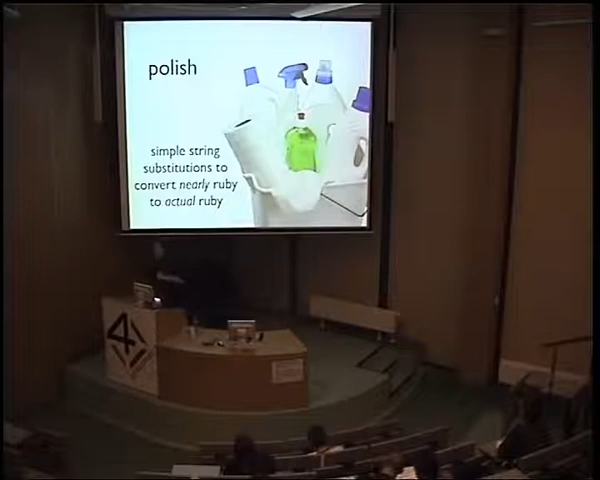 polish
simple string
substitutions to
convert nearly ruby
to actual ruby